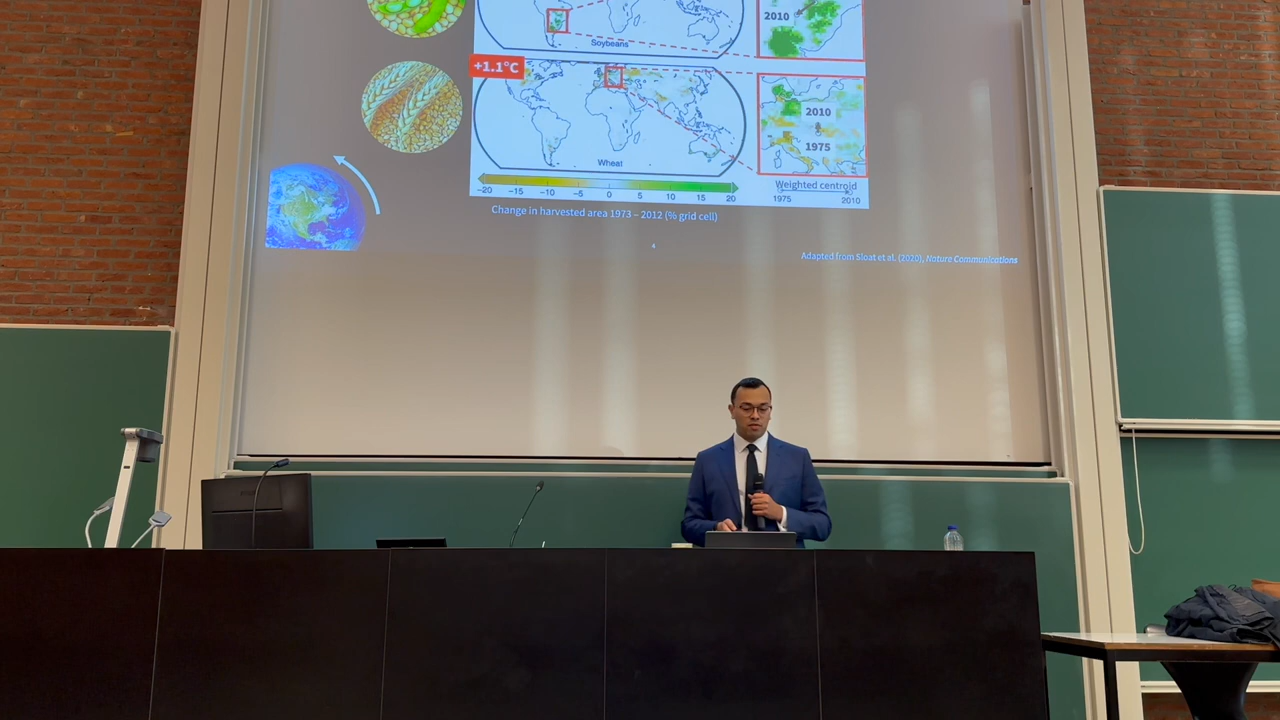 2010
Soybeans
+1.1°C
2010
1975
Wheat
−20 −15 −10 −5 0 5 10 15 20
Weighted centroid
1975 2010
Change in harvested area 1973 – 2012 (% grid cell)
4
Adapted from Sloat et al. (2020), Nature Communications